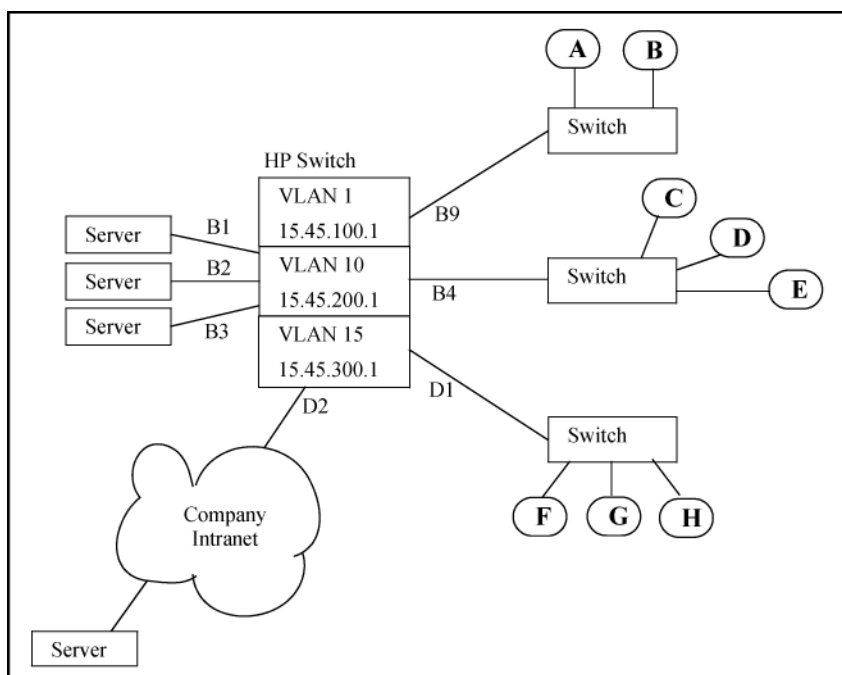 A
B
Switch
HP Switch
VLAN 1
15.45.100.1
B9
C
Server
B1
D
VLAN 10
15.45.200.1
Server
B2
B4
Switch
E
Server
B3
VLAN 15
15.45.300.1
D2
D1
Switch
Company
Intranet
F
G
H
Server